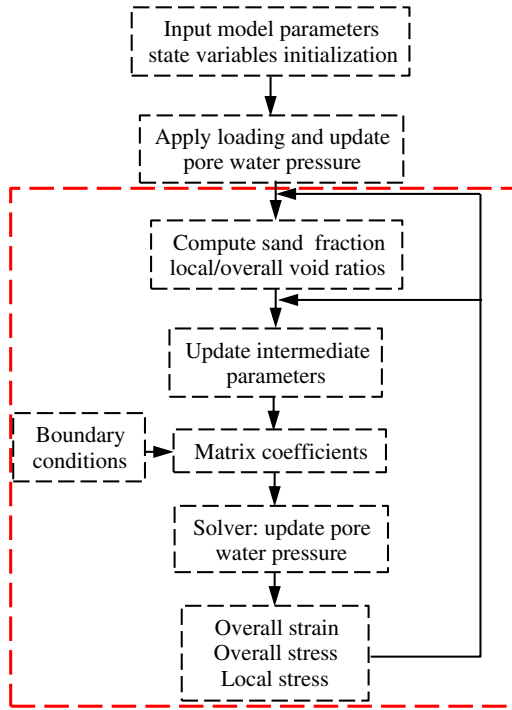 Input model parameters
state variables initialization
Apply loading and update
pore water pressure
Compute sand fraction
local/overall void ratios
Update intermediate
parameters
Boundary
conditions
Matrix coefficients
Solver: update pore
water pressure
Overall strain
Overall stress
Local stress